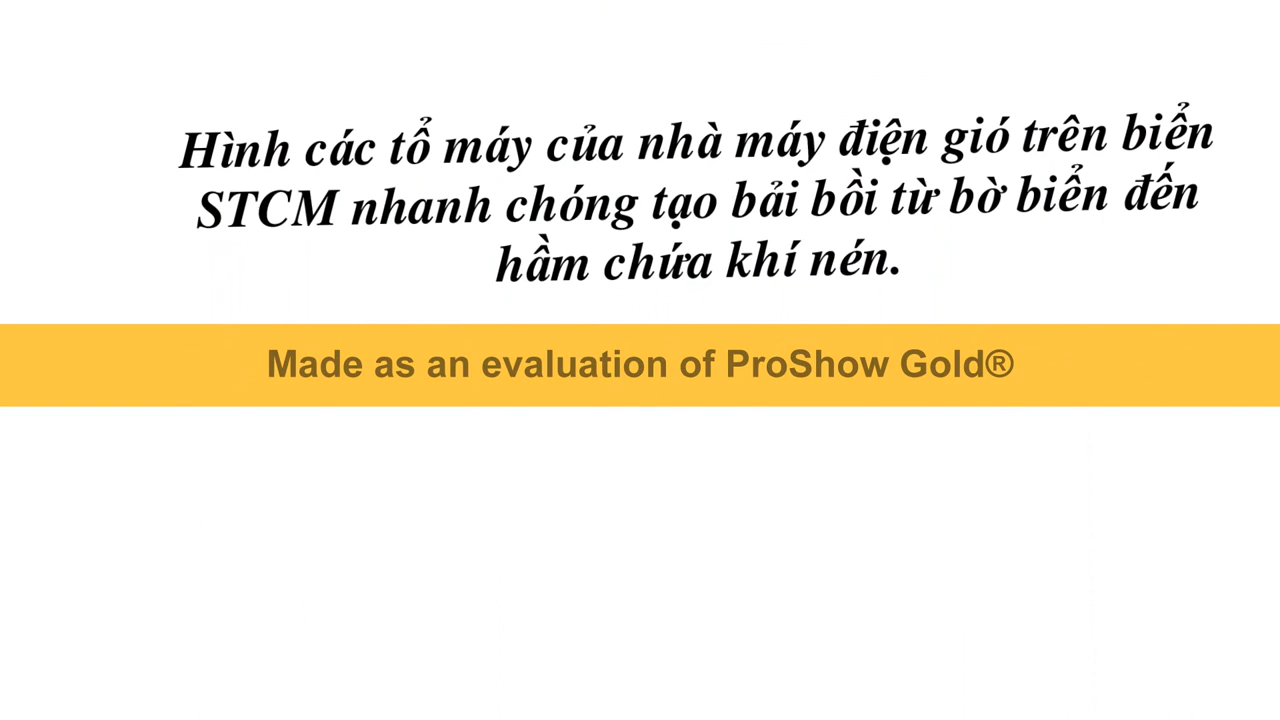 Hình các tổ máy của nhà máy điện gió trên biển
STCM nhanh chóng tạo bải bồi từ bờ biển đến
hầm chứa khí nén.
Made as an evaluation of ProShow Gold®